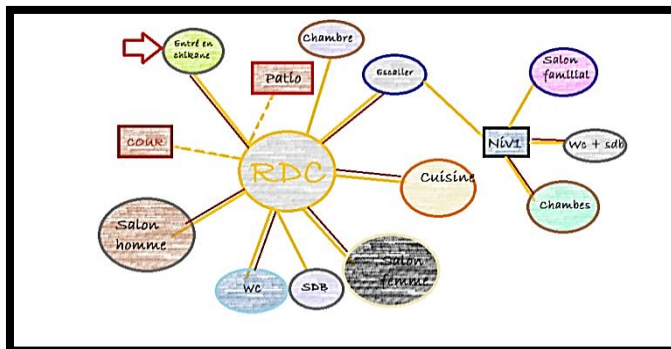 Entré en
chikane
Chambre
Patio
Escalier
Salon
familial
COUR
RDC
Niv1
Wc + sdb
Cuisine
Chambes
Salon
homme
Salon
femme
WC
SDB